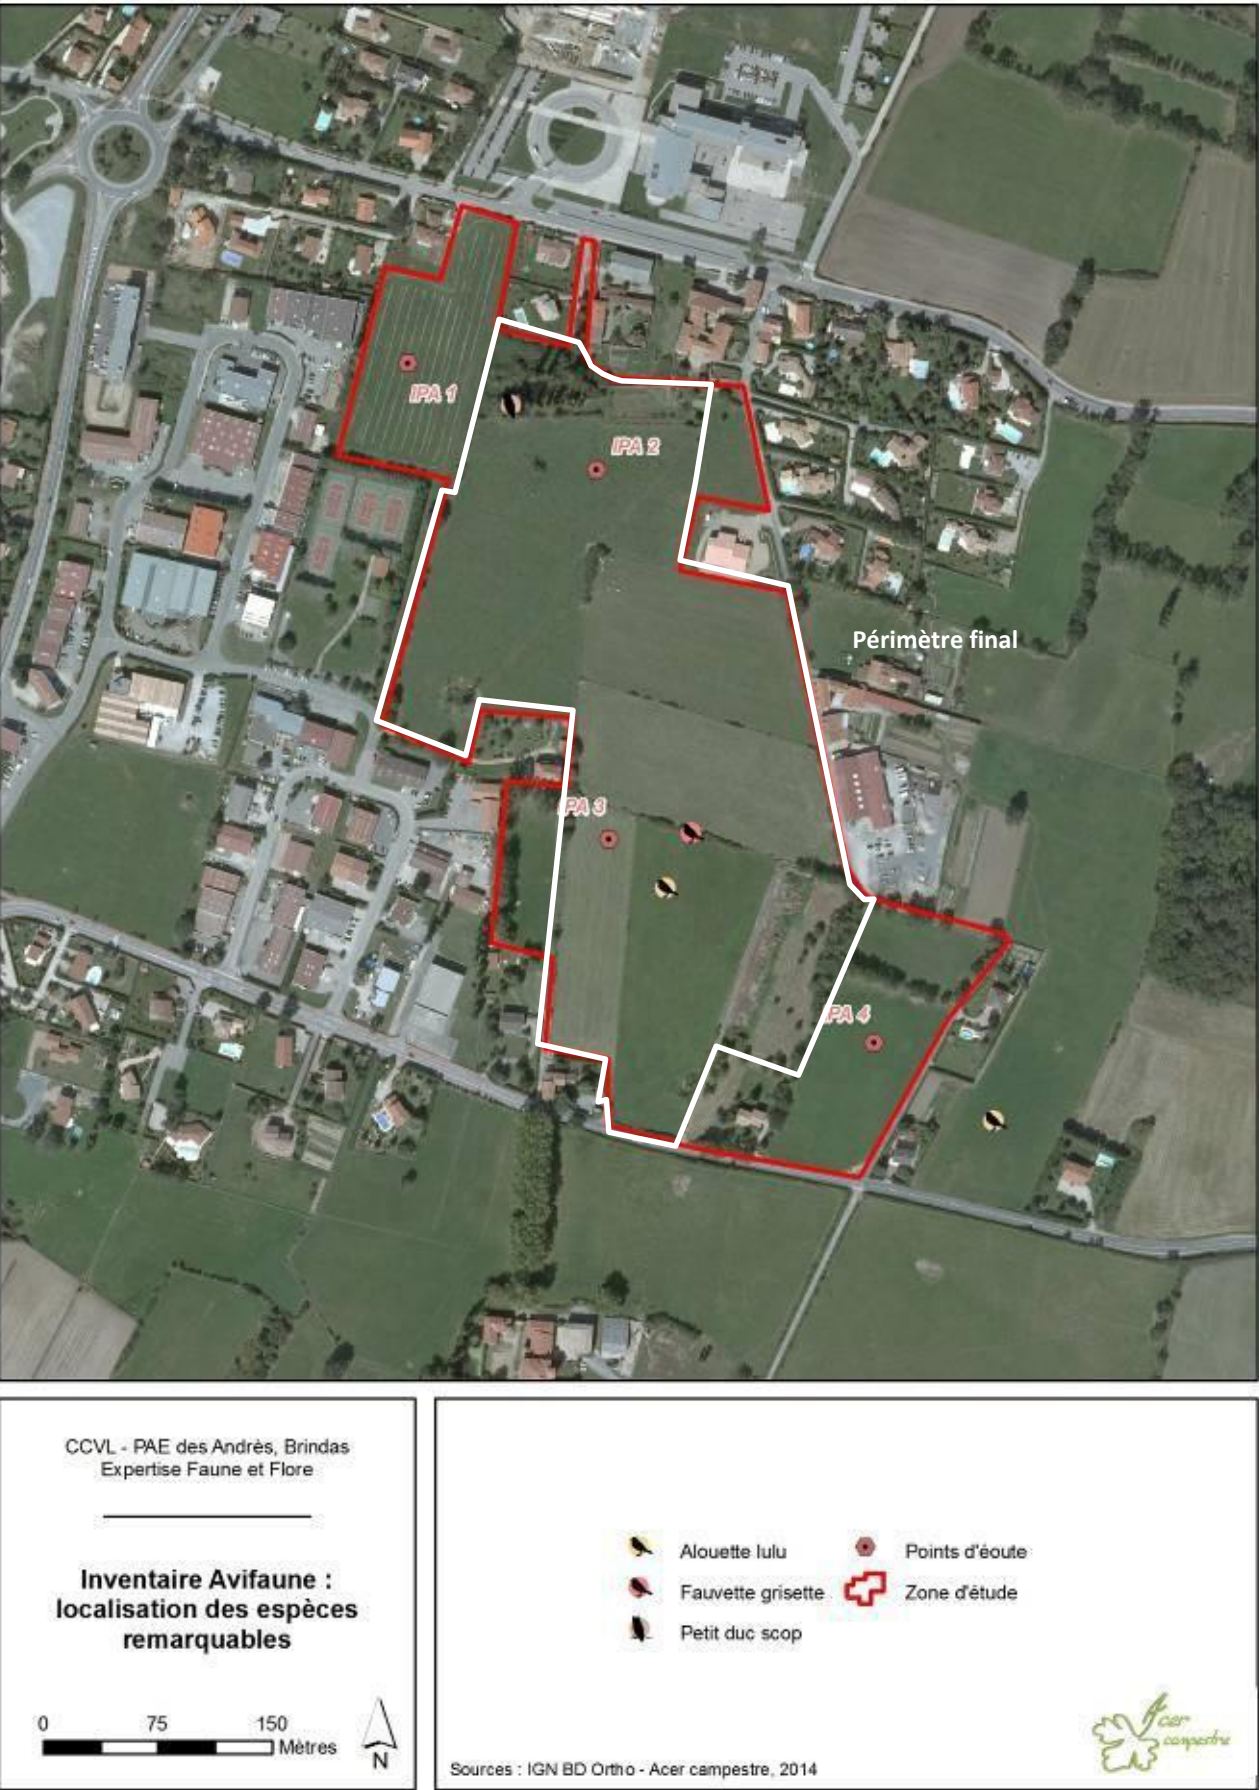 IPA 1
IPA 2
Périmètre final
IPA 3
IPA 4
CCVL - PAE des Andrès, Brindas
Expertise Faune et Flore
Inventaire Avifaune :
localisation des espèces
remarquables
0 75 150
Mètres
N
Alouette lulu
Fauvette grisette
Petit duc scop
Points d'éoute
Zone d'étude
Acer
campestre
Sources : IGN BD Ortho - Acer campestre, 2014